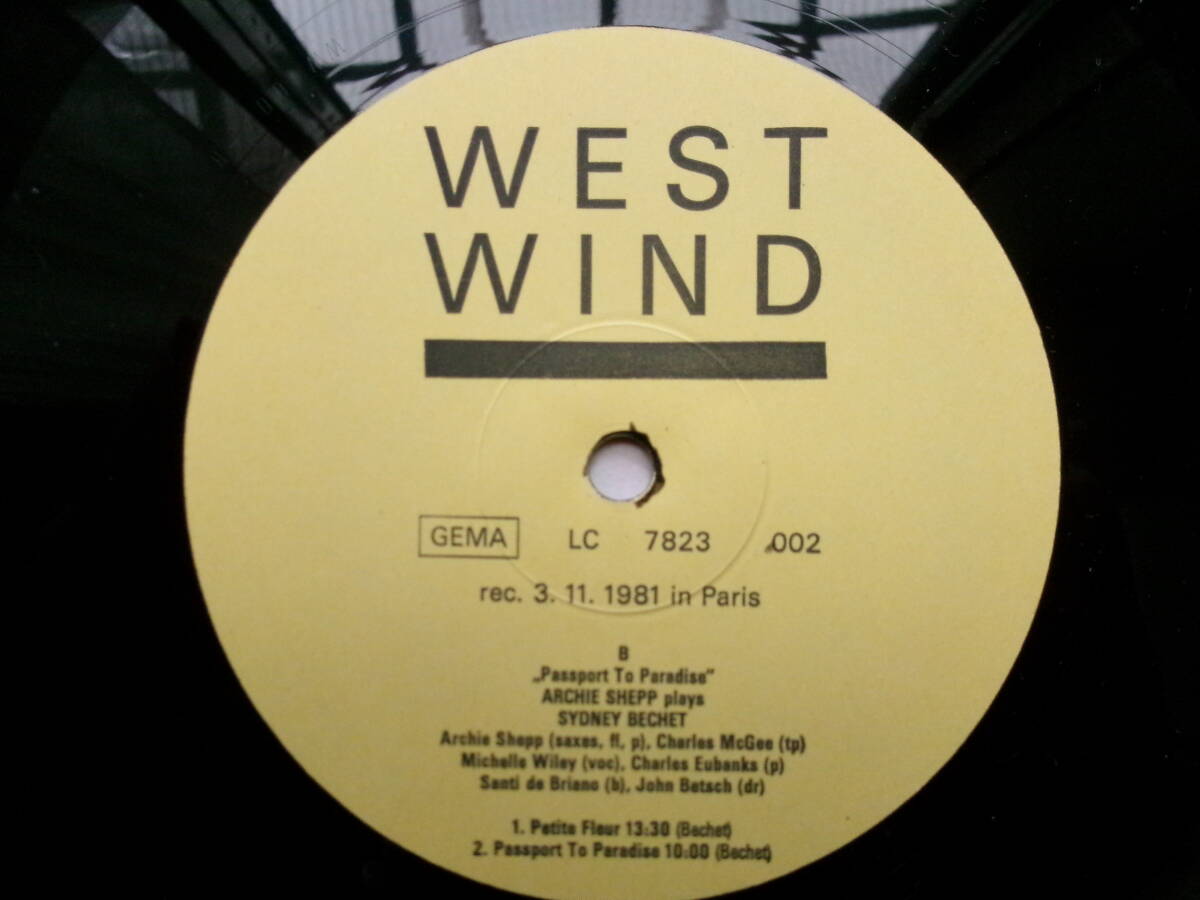 WEST
WIND
GEMA LC 7823 002
rec. 3. 11. 1981 in Paris
B
„Passport To Paradise"
ARCHIE SHEPP plays
SYDNEY BECHET
Archie Shepp (saxes, fl, p), Charles McGee (tp)
Michelle Wiley (voc), Charles Eubanks (p)
Santi de Briano (b), John Betsch (dr)
1. Petite Fleur 13:30 (Bechet)
2. Passport To Paradise 10:00 (Bechet)